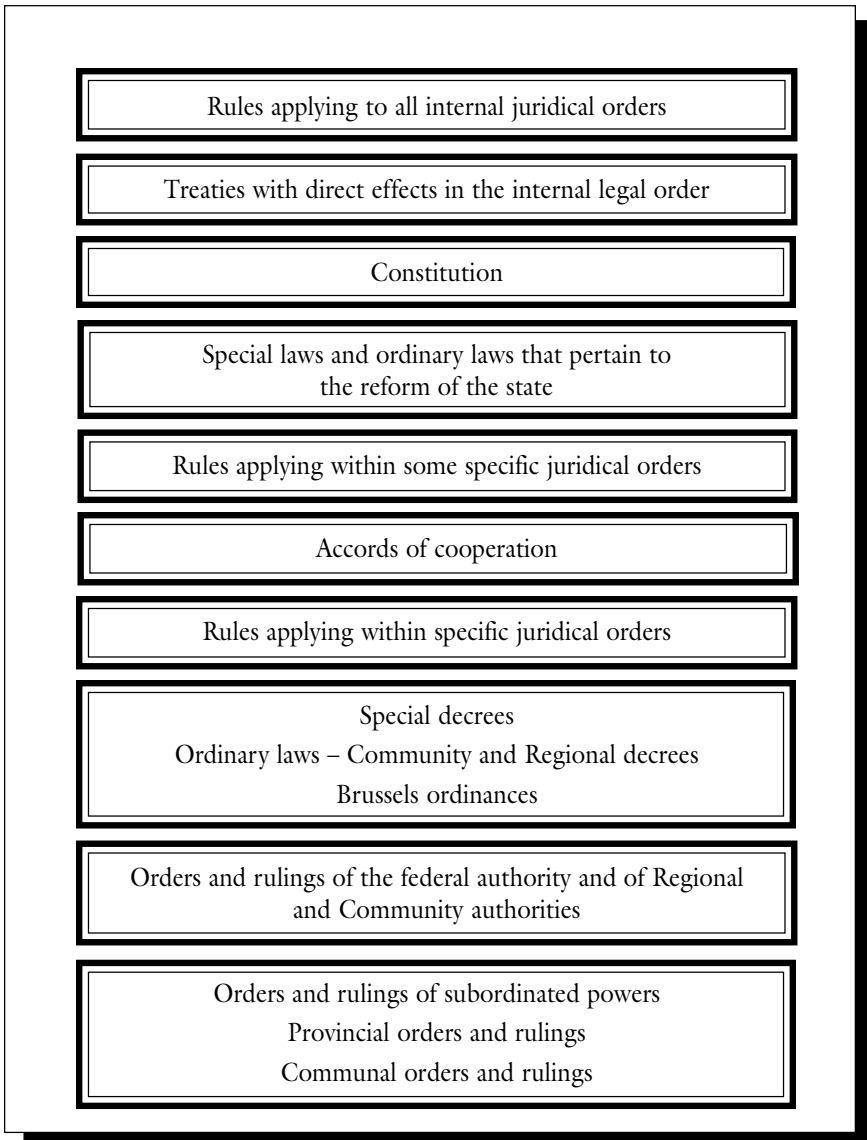 Rules applying to all internal juridical orders
Treaties with direct effects in the internal legal order
Constitution
Special laws and ordinary laws that pertain to
the reform of the state
Rules applying within some specific juridical orders
Accords of cooperation
Rules applying within specific juridical orders
Special decrees
Ordinary laws – Community and Regional decrees
Brussels ordinances
Orders and rulings of the federal authority and of Regional
and Community authorities
Orders and rulings of subordinated powers
Provincial orders and rulings
Communal orders and rulings